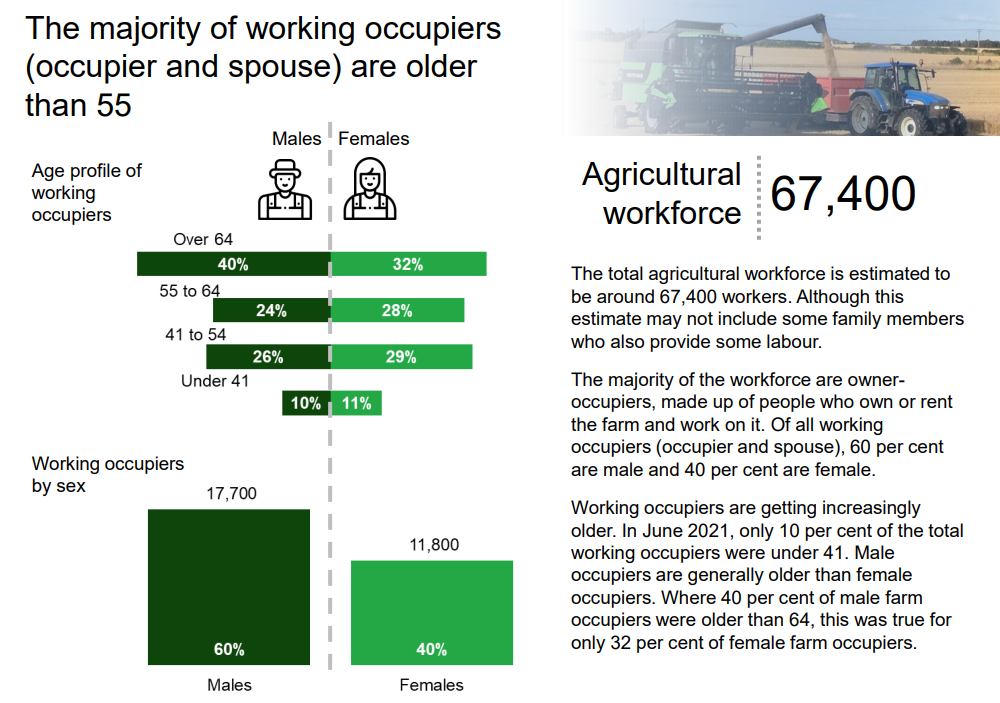 The majority of working occupiers
(occupier and spouse) are older
than 55
Males
Females
Age profile of
working
occupiers
Over 64
40%
32%
55 to 64
24%
28%
41 to 54
26%
29%
Under 41
10%
11%
Working occupiers
by sex
17,700
11,800
60%
40%
Males
Females
Agricultural
workforce
67,400
The total agricultural workforce is estimated to
be around 67,400 workers. Although this
estimate may not include some family members
who also provide some labour.
The majority of the workforce are owner-
occupiers, made up of people who own or rent
the farm and work on it. Of all working
occupiers (occupier and spouse), 60 per cent
are male and 40 per cent are female.
Working occupiers are getting increasingly
older. In June 2021, only 10 per cent of the total
working occupiers were under 41. Male
occupiers are generally older than female
occupiers. Where 40 per cent of male farm
occupiers were older than 64, this was true for
only 32 per cent of female farm occupiers.